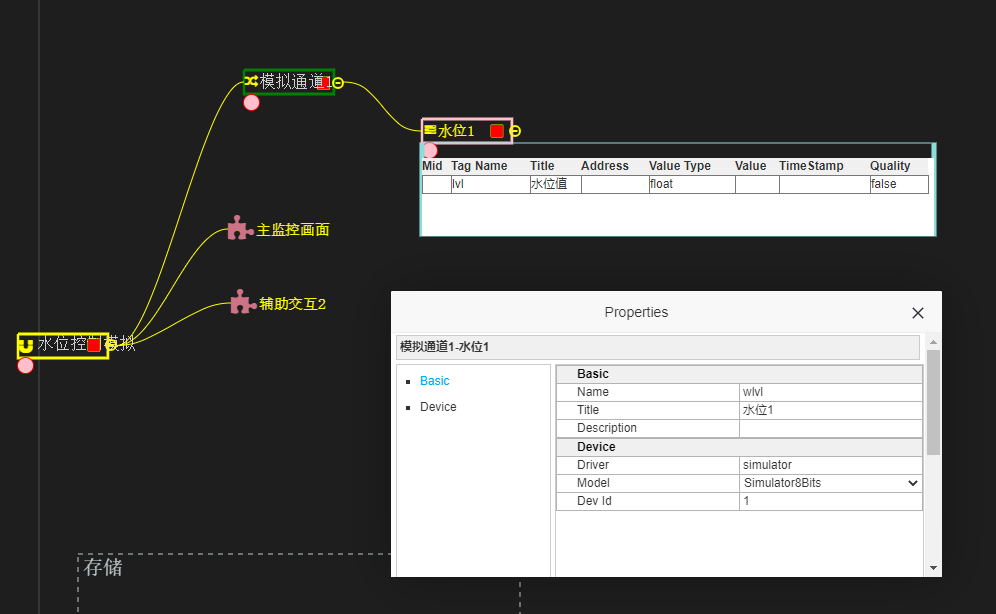 模拟通道1
水位1
Mid Tag Name Title Address Value Type Value TimeStamp Quality
lvl 水位值 float false
主监控画面
辅助交互2
水位控制模拟
Properties
模拟通道1-水位1
Basic
Device
Basic
Name wlvl
Title 水位1
Description
Device
Driver simulator
Model Simulator8Bits
Dev Id 1
存储